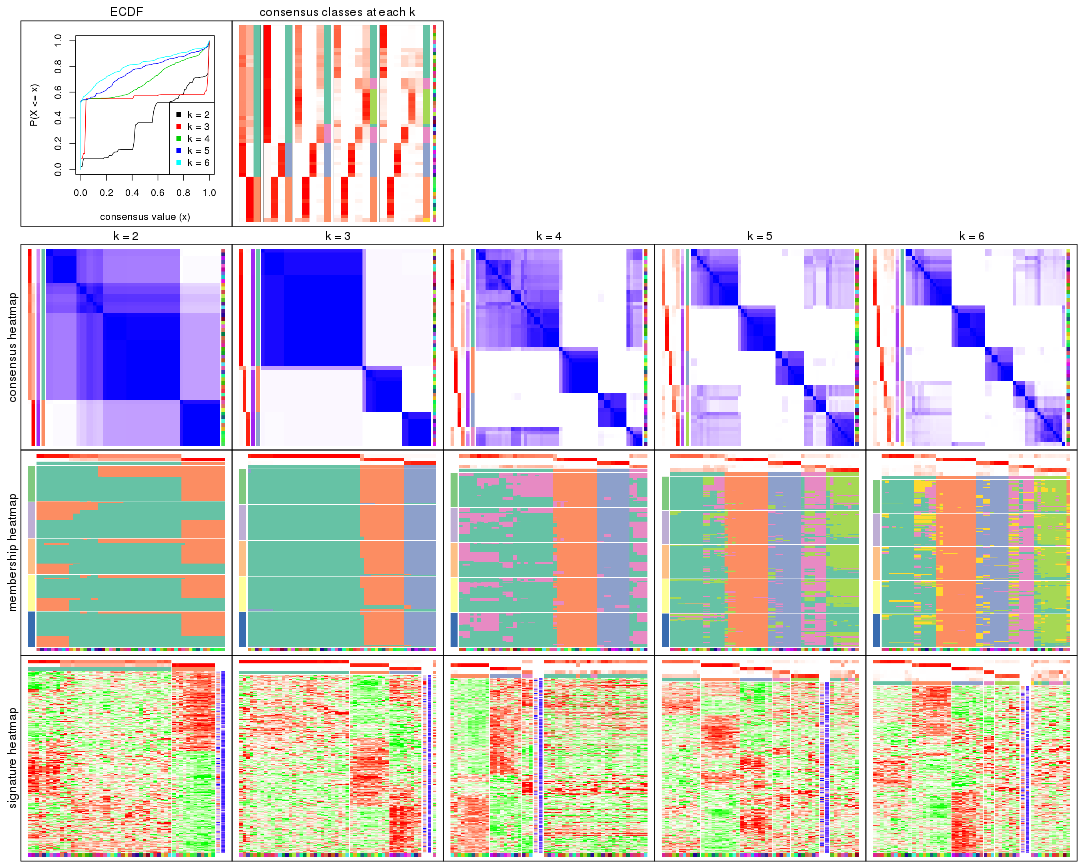 ECDF
consensus classes at each k
P(X <= x)
0.0 0.2 0.4 0.6 0.8 1.0
k = 2
k = 3
k = 4
k = 5
k = 6
0.0 0.2 0.4 0.6 0.8 1.0
consensus value (x)
k = 2
k = 3
k = 4
k = 5
k = 6
consensus heatmap
membership heatmap
signature heatmap